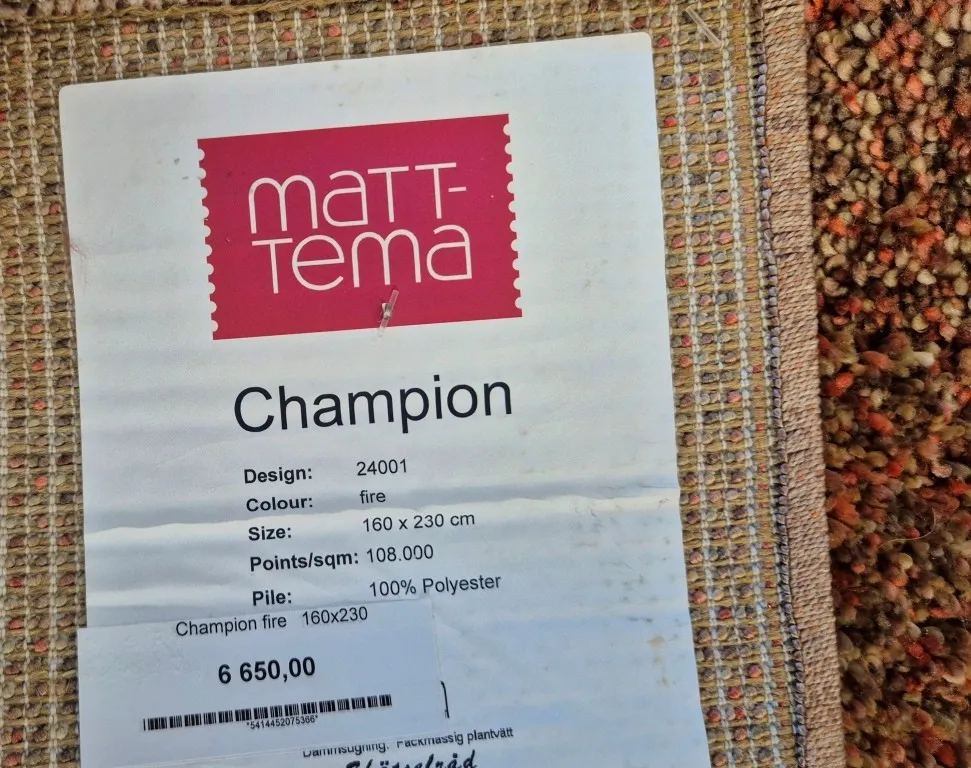 matt-
tema
Champion
Design: 24001
Colour: fire
Size: 160 x 230 cm
Points/sqm: 108.000
Pile: 100% Polyester
Champion fire 160x230
6 650,00
*5414452075366*
Dammsugning. Fackmässig plantvätt